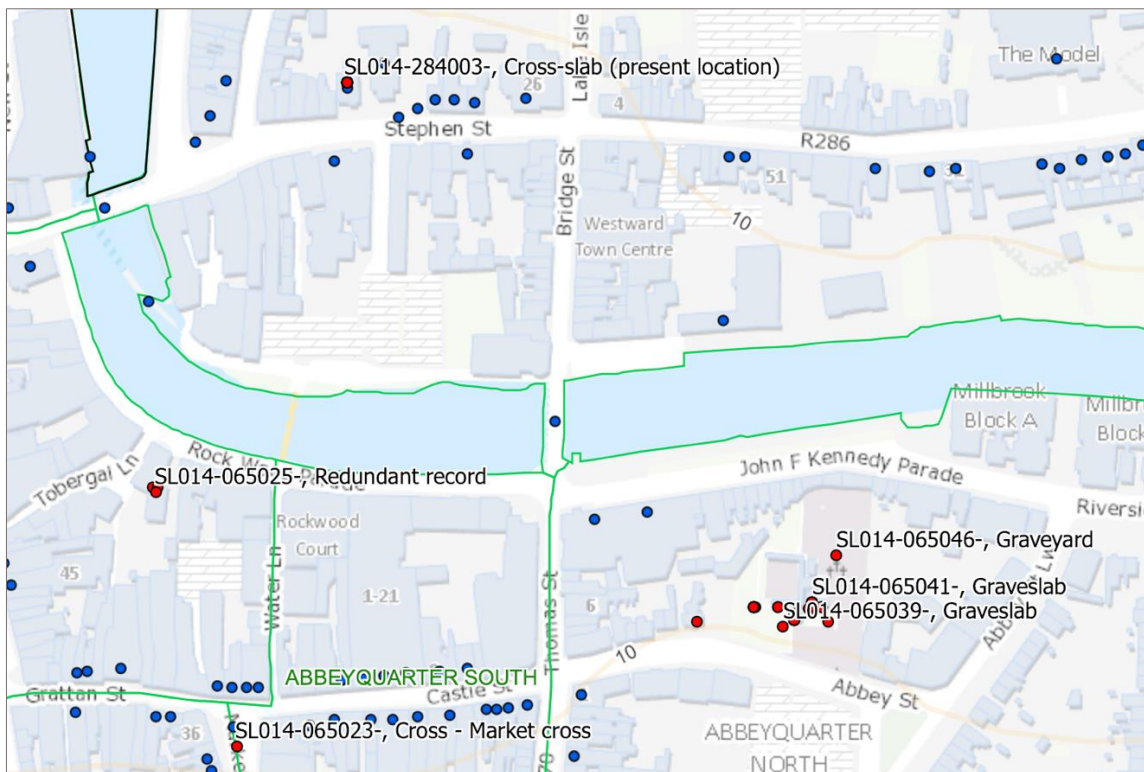 The Model
SL014-284003-, Cross-slab (present location)
26
4
Stephen St
R286
51
Bridge St
10
Westward
Town Centre
Millbrook
Block A
Rock
Parade
Tobergal Ln
SL014-065025-, Redundant record
John F Kennedy Parade
Rockwood
Court
SL014-065046-, Graveyard
45
Water Ln
1-21
Thomas St
6
SL014-065041-, Graveslab
SL014-065039-, Graveslab
10
ABBEYQUARTER SOUTH
Grattan St
Castle St
Abbey St
36
SL014-065023-, Cross - Market cross
ABBEYQUARTER
NORTH